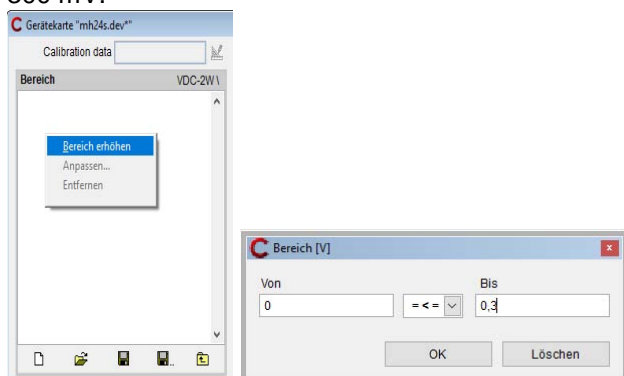 Gerätekarte "mh24s.dev*"
Calibration data
Bereich VDC-2W \
Bereich erhöhen
Anpassen...
Entfernen
Bereich [V]
Von Bis
0 = < = 0,3
OK Löschen